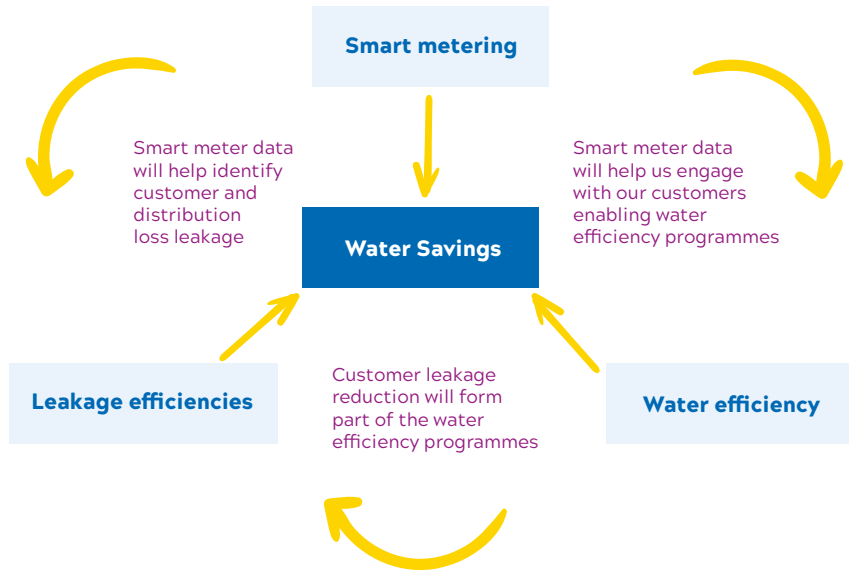 Smart metering
Smart meter data
will help identify
customer and
distribution
loss leakage
Smart meter data
will help us engage
with our customers
enabling water
efficiency programmes
Water Savings
Leakage efficiencies
Customer leakage
reduction will form
part of the water
efficiency programmes
Water efficiency